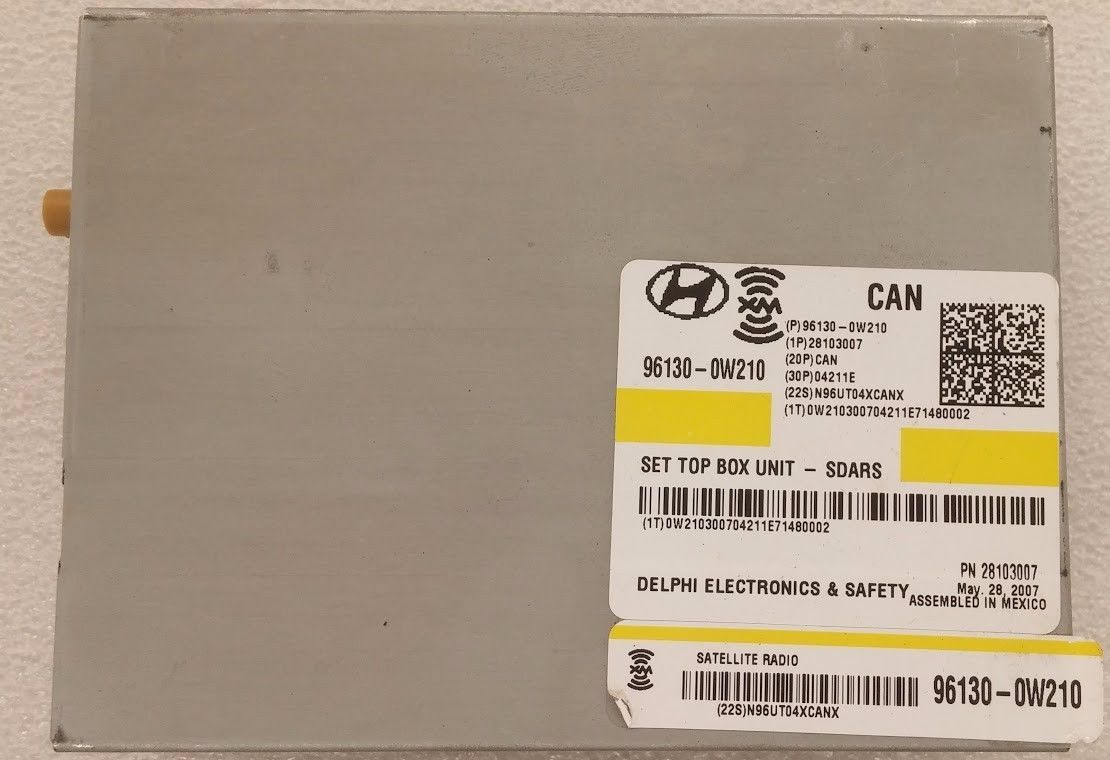 XM
CAN
(P)96130-0W210
(1P)28103007
(20P)CAN
(30P)04211E
(22S)N96UT04XCANX
(1T)0W210300704211E71480002
96130-0W210
SET TOP BOX UNIT - SDARS
(1T)0W210300704211E71480002
PN 28103007
May. 28, 2007
DELPHI ELECTRONICS & SAFETY
ASSEMBLED IN MEXICO
XM
SATELLITE RADIO
96130-0W210
(22S)N96UT04XCANX